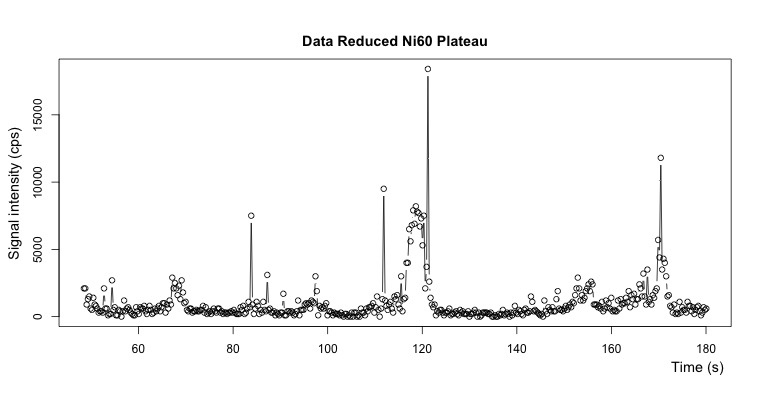 Data Reduced Ni60 Plateau
Signal intensity (cps)
15000
10000
5000
0
60 80 100 120 140 160 180
Time (s)